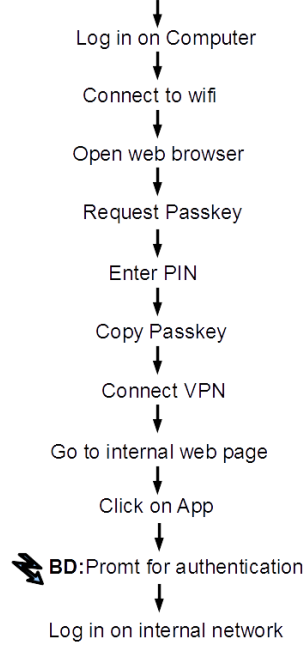 Log in on Computer
Connect to wifi
Open web browser
Request Passkey
Enter PIN
Copy Passkey
Connect VPN
Go to internal web page
Click on App
BD:Promt for authentication
Log in on internal network